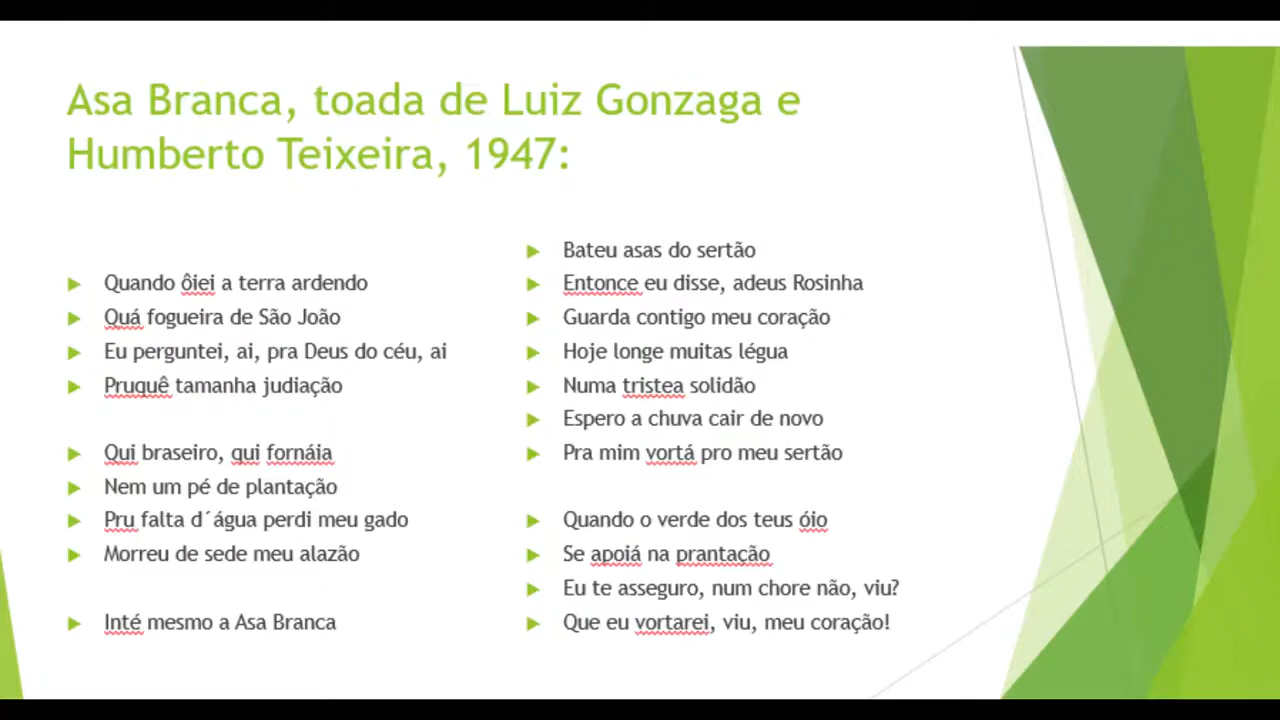 Asa Branca, toada de Luiz Gonzaga e
Humberto Teixeira, 1947:
Quando ôiei a terra ardendo
Quá fogueira de São João
Eu perguntei, ai, pra Deus do céu, ai
Pruquê tamanha judiação
Qui braseiro, qui fornáia
Nem um pé de plantação
Pru falta d´água perdi meu gado
Morreu de sede meu alazão
Inté mesmo a Asa Branca
Bateu asas do sertão
Entonce eu disse, adeus Rosinha
Guarda contigo meu coração
Hoje longe muitas légua
Numa tristea solidão
Espero a chuva cair de novo
Pra mim vortá pro meu sertão
Quando o verde dos teus óio
Se apoiá na prantação
Eu te asseguro, num chore não, viu?
Que eu vortarei, viu, meu coração!